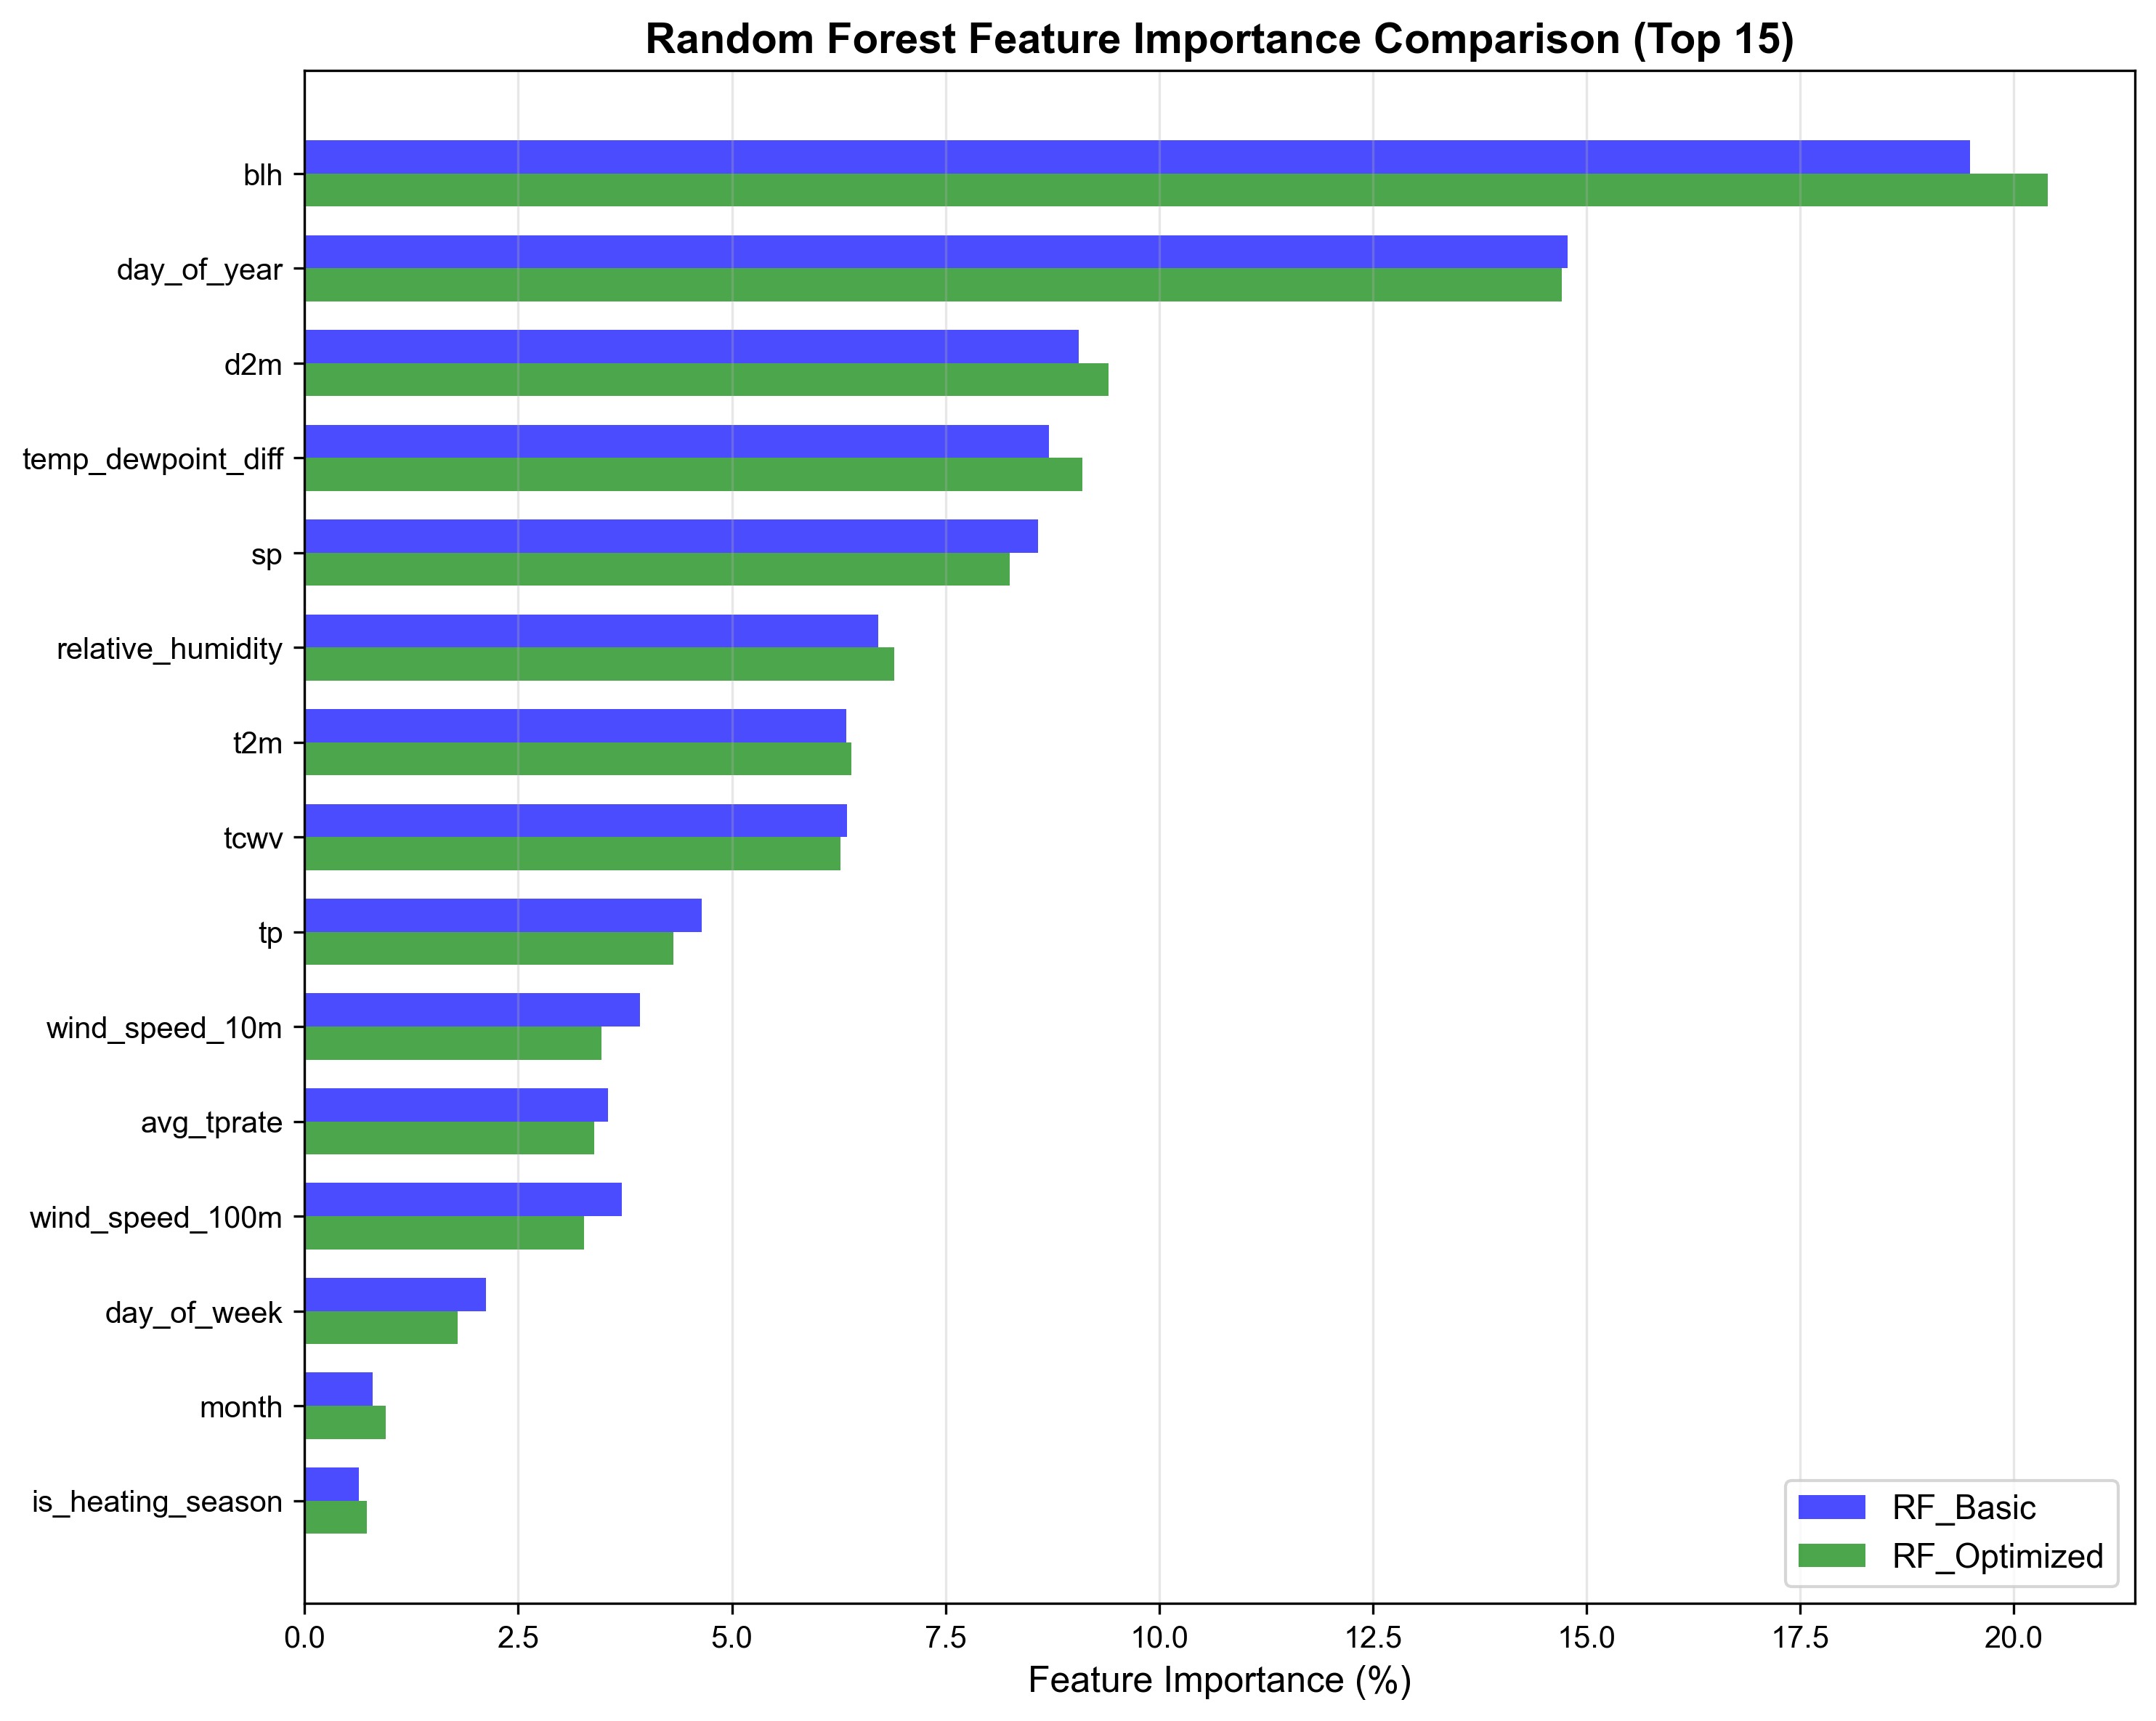 Random Forest Feature Importance Comparison (Top 15)
blh
day_of_year
d2m
temp_dewpoint_diff
sp
relative_humidity
t2m
tcwv
tp
wind_speed_10m
avg_tprate
wind_speed_100m
day_of_week
month
is_heating_season
RF_Basic
RF_Optimized
0.0 2.5 5.0 7.5 10.0 12.5 15.0 17.5 20.0
Feature Importance (%)